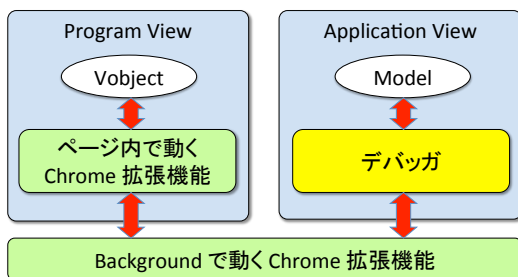 Program View
Vobject
ページ内で動く
Chrome 拡張機能
Application View
Model
デバッガ
Background で動く Chrome 拡張機能